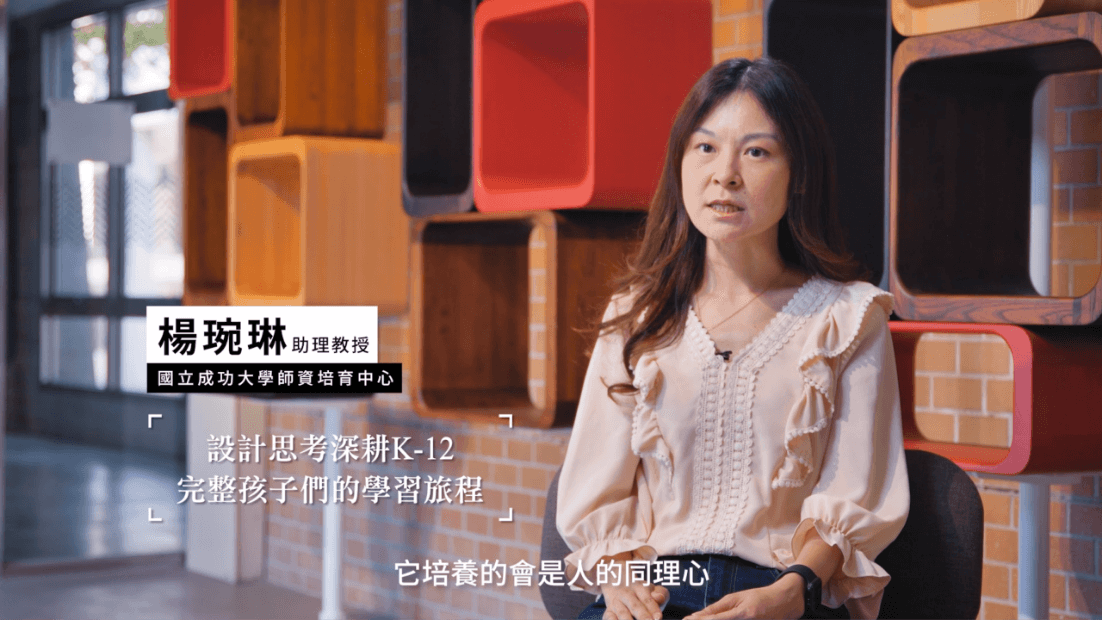 楊琬琳 助理教授
國立成功大學師資培育中心
設計思考深耕K-12
完整孩子們的學習旅程
它培養的會是人的同理心